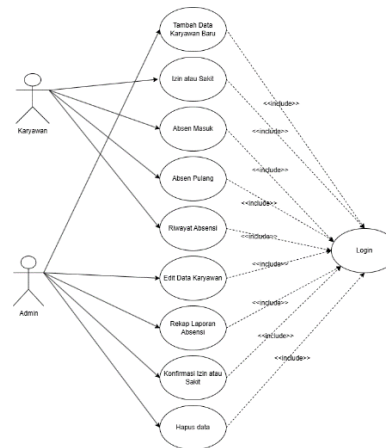 Tambah Data
Karyawan Baru
Izin atau Sakit
<<include>>
Karyawan
<<include>>
Absen Masuk
<<include>>
Absen Pulang
<<include>>
Riwayat Absensi
<<include>>
Login
Edit Data Karyawan
<<include>>
Admin
<<include>>
Rekap Laporan
Absensi
<<include>>
Konfirmasi Izin atau
Sakit
<<include>>
Hapus data